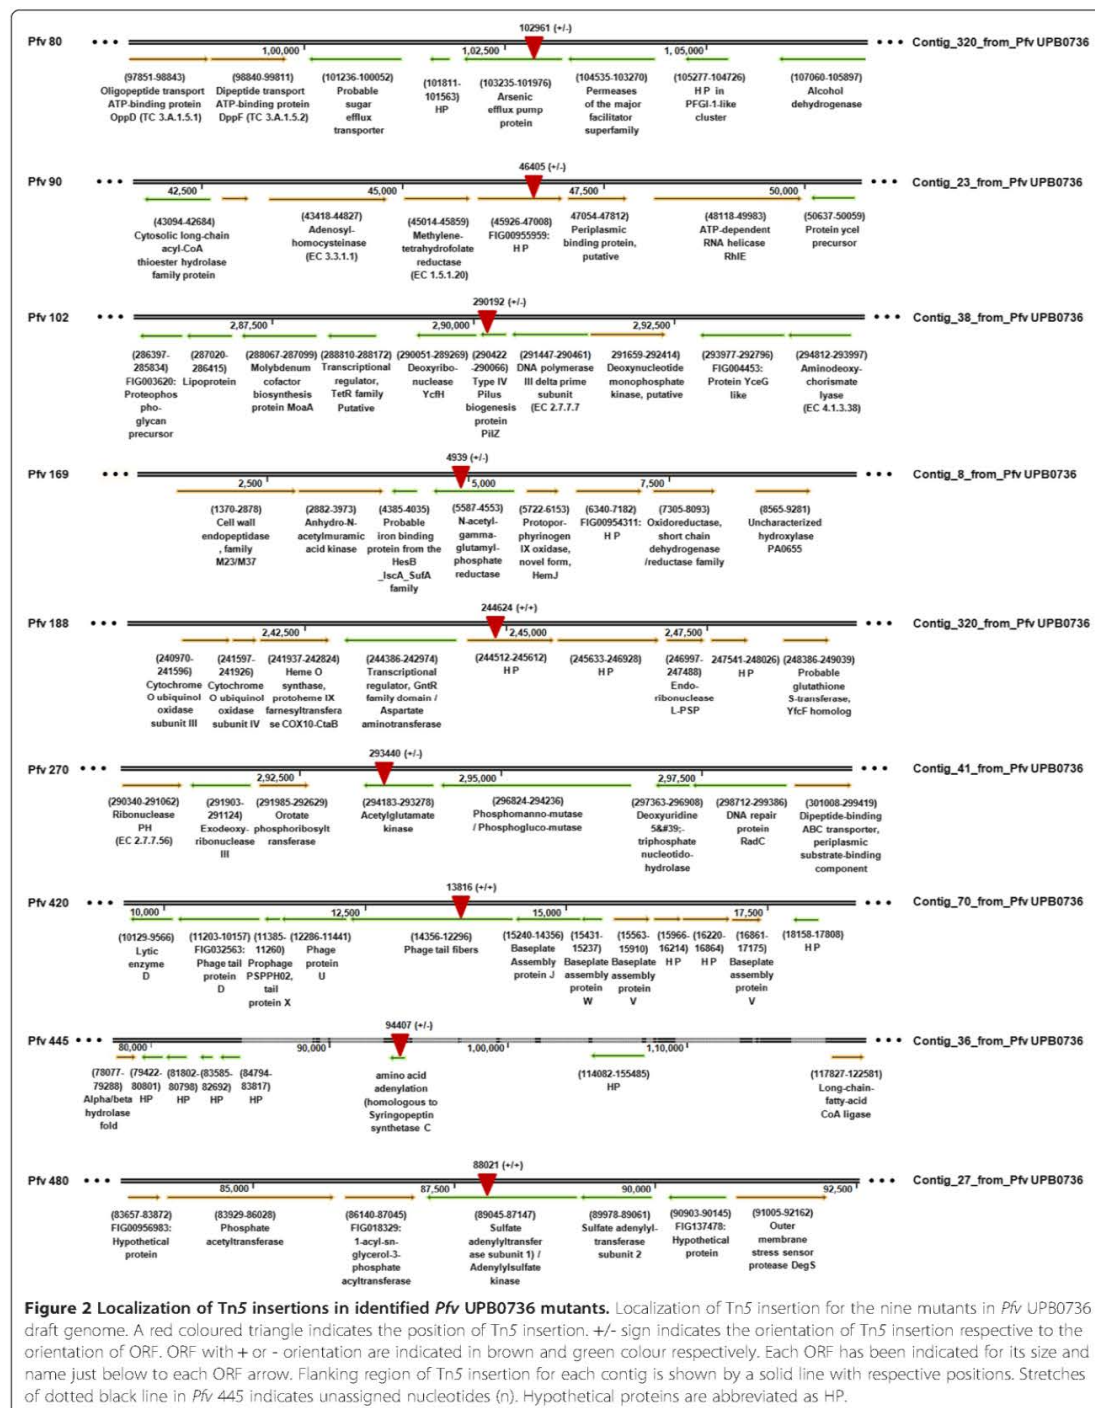 102961 (+/-)
Pfv 80 • • • • • • Contig_320_from_Pfv UPB0736
1,00,000 1,02,500 1, 05,000
(97851-98843) Oligopeptide transport ATP-binding protein OppD (TC 3.A.1.5.1)
(98840-99811) Dipeptide transport ATP-binding protein DppF (TC 3.A.1.5.2)
(101236-100052) Probable sugar efflux transporter
(101811-101563) HP
(103235-101976) Arsenic efflux pump protein
(104535-103270) Permeases of the major facilitator superfamily
(105277-104726) H P in PFGI-1-like cluster
(107060-105897) Alcohol dehydrogenase
46405 (+/-)
Pfv 90 • • • • • • Contig_23_from_Pfv UPB0736
42,500 45,000 47,500 50,000
(43094-42684) Cytosolic long-chain acyl-CoA thioester hydrolase family protein
(43418-44827) Adenosyl-homocysteinase (EC 3.3.1.1)
(45014-45859) Methylene-tetrahydrofolate reductase (EC 1.5.1.20)
(45926-47008) FIG00955959: H P
47054-47812) Periplasmic binding protein, putative
(48118-49983) ATP-dependent RNA helicase RhlE
(50637-50059) Protein yceI precursor
290192 (+/-)
Pfv 102 • • • • • • Contig_38_from_Pfv UPB0736
2,87,500 2,90,000 2,92,500
(286397-285834) FIG003620: Proteophos pho-glycan precursor
(287020-286415) Lipoprotein
(288067-287099) Molybdenum cofactor biosynthesis protein MoaA
(288810-288172) Transcriptional regulator, TetR family Putative
(290051-289269) Deoxyribo-nuclease YcfH
(290422-290066) Type IV Pilus biogenesis protein PilZ
(291447-290461) DNA polymerase III delta prime subunit (EC 2.7.7.7
291659-292414) Deoxynucleotide monophosphate kinase, putative
(293977-292796) FIG004453: Protein YceG like
(294812-293997) Aminodeoxy-chorismate lyase (EC 4.1.3.38)
4939 (+/-)
Pfv 169 • • • • • • Contig_8_from_Pfv UPB0736
2,500 5,000 7,500
(1370-2878) Cell wall endopeptidase , family M23/M37
(2882-3973) Anhydro-N-acetylmuramic acid kinase
(4385-4035) Probable iron binding protein from the HesB _IscA_SufA family
(5587-4553) N-acetyl-gamma-glutamyl-phosphate reductase
(5722-6153) Protopor-phyrinogen IX oxidase, novel form, HemJ
(6340-7182) FIG00954311: H P
(7305-8093) Oxidoreductase, short chain dehydrogenase /reductase family
(8565-9281) Uncharacterized hydroxylase PA0655
244624 (+/+)
Pfv 188 • • • • • • Contig_320_from_Pfv UPB0736
2,42,500 2,45,000 2,47,500
(240970-241596) Cytochrome O ubiquinol oxidase subunit III
(241597-241926) Cytochrome O ubiquinol oxidase subunit IV
(241937-242824) Heme O synthase, protoheme IX farnesyltransfera se COX10-CtaB
(244386-242974) Transcriptional regulator, GntR family domain / Aspartate aminotransferase
(244512-245612) H P
(245633-246928) H P
(246997-247488) Endo-ribonuclease L-PSP
247541-248026) H P
(248386-249039) Probable glutathione S-transferase, YfcF homolog
293440 (+/-)
Pfv 270 • • • • • • Contig_41_from_Pfv UPB0736
2,92,500 2,95,000 2,97,500
(290340-291062) Ribonuclease PH (EC 2.7.7.56)
(291903-291124) Exodeoxy-ribonuclease III
(291985-292629) Orotate phosphoribosylt ransferase
(294183-293278) Acetylglutamate kinase
(296824-294236) Phosphomanno-mutase / Phosphogluco-mutase
(297363-296908) Deoxyuridine 5&#39;-triphosphate nucleotido-hydrolase
(298712-299386) DNA repair protein RadC
(301008-299419) Dipeptide-binding ABC transporter, periplasmic substrate-binding component
13816 (+/+)
Pfv 420 • • • • • • Contig_70_from_Pfv UPB0736
10,000 12,500 15,000 17,500
(10129-9566) Lytic enzyme D
(11203-10157) FIG032563: Phage tail protein D
(11385-11260) Prophage PSPPH02, tail protein X
(12286-11441) Phage protein U
(14356-12296) Phage tail fibers
(15240-14356) Baseplate Assembly protein J
(15431-15237) Baseplate assembly protein W
(15563-15910) Baseplate assembly protein V
(15966-16214) H P
(16220-16864) H P
(16861-17175) Baseplate assembly protein V
(18158-17808) H P
94407 (+/-)
Pfv 445 • • • • • • Contig_36_from_Pfv UPB0736
80,000 90,000 1,00,000 1,10,000
(78077-79288) Alpha/beta hydrolase fold
(79422-80801) HP
(81802-80798) HP
(83585-82692) HP
(84794-83817) HP
amino acid adenylation (homologous to Syringopeptin synthetase C
(114082-155485) HP
(117827-122581) Long-chain-fatty-acid CoA ligase
88021 (+/+)
Pfv 480 • • • • • • Contig_27_from_Pfv UPB0736
85,000 87,500 90,000 92,500
(83657-83872) FIG00956983: Hypothetical protein
(83929-86028) Phosphate acetyltransferase
(86140-87045) FIG018329: 1-acyl-sn-glycerol-3-phosphate acyltransferase
(89045-87147) Sulfate adenylyltransfer ase subunit 1) / Adenylylsulfate kinase
(89978-89061) Sulfate adenylyl-transferase subunit 2
(90903-90145) FIG137478: Hypothetical protein
(91005-92162) Outer membrane stress sensor protease DegS
Figure 2 Localization of Tn5 insertions in identified Pfv UPB0736 mutants. Localization of Tn5 insertion for the nine mutants in Pfv UPB0736
draft genome. A red coloured triangle indicates the position of Tn5 insertion. +/- sign indicates the orientation of Tn5 insertion respective to the
orientation of ORF. ORF with + or - orientation are indicated in brown and green colour respectively. Each ORF has been indicated for its size and
name just below to each ORF arrow. Flanking region of Tn5 insertion for each contig is shown by a solid line with respective positions. Stretches
of dotted black line in Pfv 445 indicates unassigned nucleotides (n). Hypothetical proteins are abbreviated as HP.